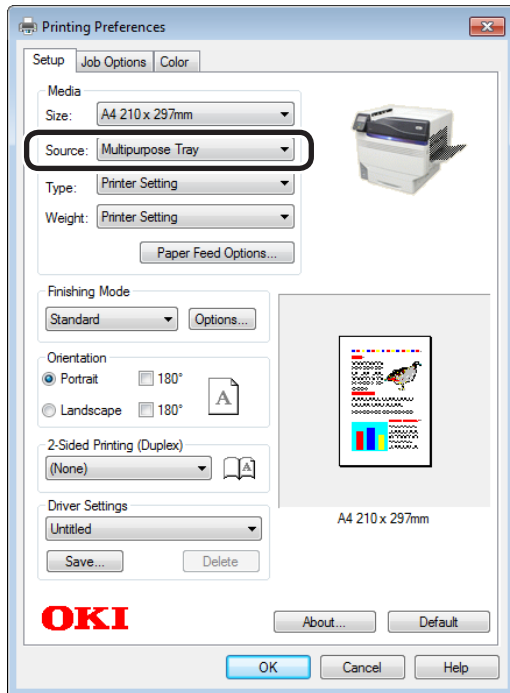 Printing Preferences
Setup Job Options Color
Media
Size: A4 210 x 297mm
Source: Multipurpose Tray
Type: Printer Setting
Weight: Printer Setting
Paper Feed Options...
Finishing Mode
Standard Options...
Orientation
Portrait 180°
Landscape 180°
A
2-Sided Printing (Duplex)
(None) A
Driver Settings
Untitled
Save... Delete
A4 210 x 297mm
OKI
About... Default
OK Cancel Help